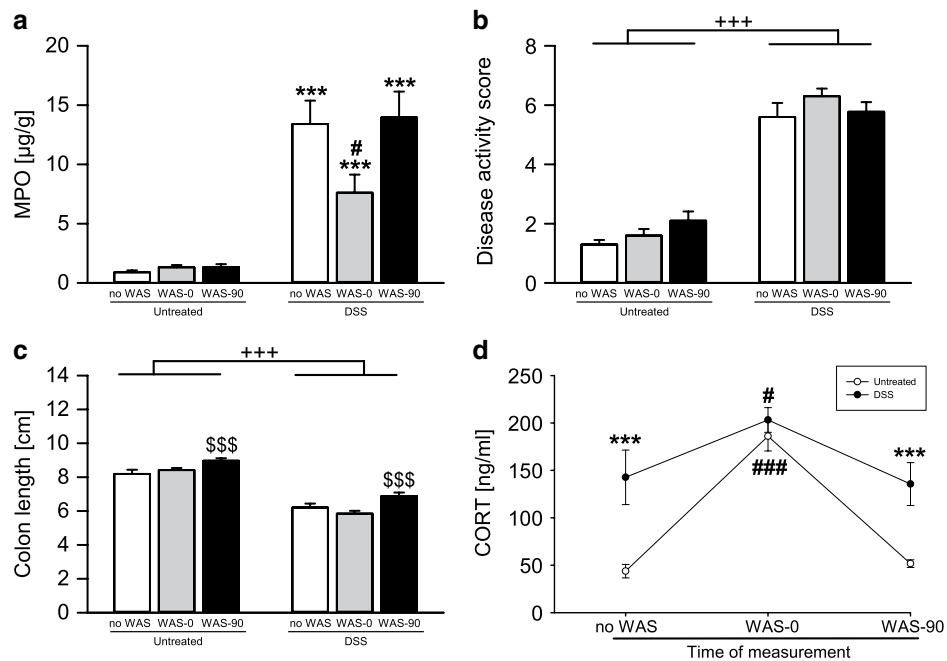 a
MPO [µg/g]
20
15
10
5
0
***
#
***
***
no WAS WAS-0 WAS-90 no WAS WAS-0 WAS-90
Untreated DSS
b
Disease activity score
+++
8
6
4
2
0
no WAS WAS-0 WAS-90 no WAS WAS-0 WAS-90
Untreated DSS
c
Colon length [cm]
+++
14
12
10
8
6
4
2
0
$$$
$$$
no WAS WAS-0 WAS-90 no WAS WAS-0 WAS-90
Untreated DSS
d
CORT [ng/ml]
250
200
150
100
50
0
Untreated
DSS
***
#
###
***
no WAS WAS-0 WAS-90
Time of measurement